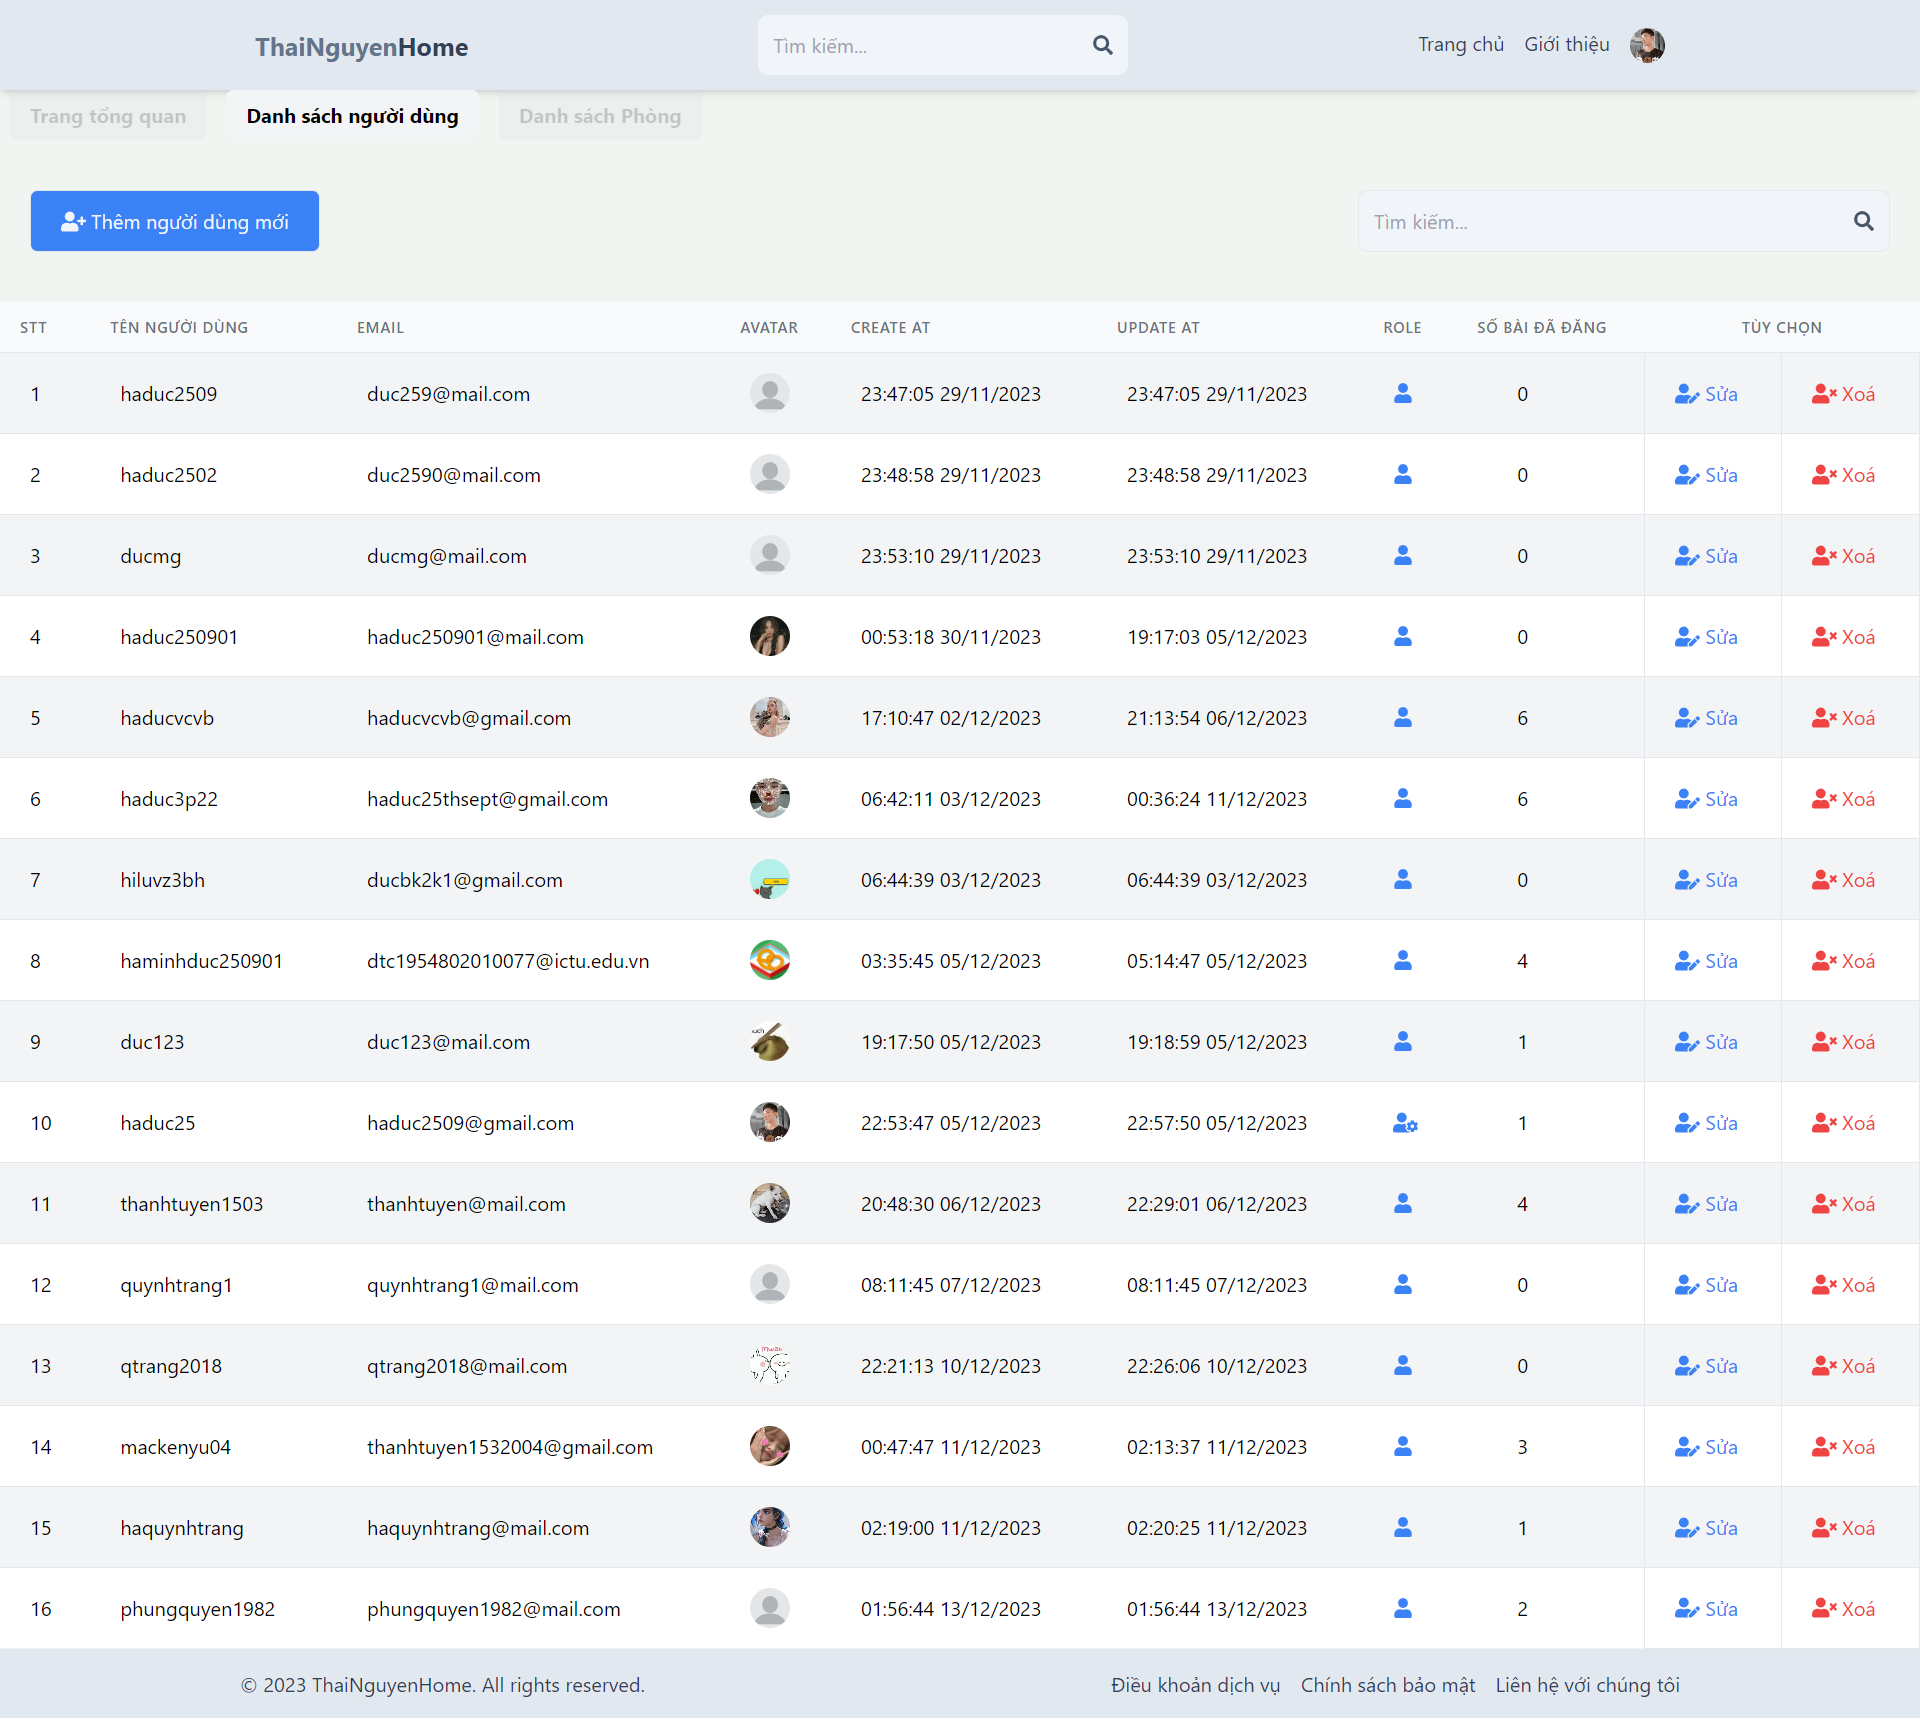 ThaiNguyenHome Tìm kiếm... Trang chủ Giới thiệu
Trang tổng quan Danh sách người dùng Danh sách Phòng
Thêm người dùng mới Tìm kiếm...
STT TÊN NGƯỜI DÙNG EMAIL AVATAR CREATE AT UPDATE AT ROLE SỐ BÀI ĐÃ ĐĂNG TÙY CHỌN
1 haduc2509 duc259@mail.com 23:47:05 29/11/2023 23:47:05 29/11/2023 0 Sửa Xoá
2 haduc2502 duc2590@mail.com 23:48:58 29/11/2023 23:48:58 29/11/2023 0 Sửa Xoá
3 ducmg ducmg@mail.com 23:53:10 29/11/2023 23:53:10 29/11/2023 0 Sửa Xoá
4 haduc250901 haduc250901@mail.com 00:53:18 30/11/2023 19:17:03 05/12/2023 0 Sửa Xoá
5 haducvcvb haducvcvb@gmail.com 17:10:47 02/12/2023 21:13:54 06/12/2023 6 Sửa Xoá
6 haduc3p22 haduc25thsept@gmail.com 06:42:11 03/12/2023 00:36:24 11/12/2023 6 Sửa Xoá
7 hiluvz3bh ducbk2k1@gmail.com 06:44:39 03/12/2023 06:44:39 03/12/2023 0 Sửa Xoá
8 haminhduc250901 dtc1954802010077@ictu.edu.vn 03:35:45 05/12/2023 05:14:47 05/12/2023 4 Sửa Xoá
9 duc123 duc123@mail.com 19:17:50 05/12/2023 19:18:59 05/12/2023 1 Sửa Xoá
10 haduc25 haduc2509@gmail.com 22:53:47 05/12/2023 22:57:50 05/12/2023 1 Sửa Xoá
11 thanhtuyen1503 thanhtuyen@mail.com 20:48:30 06/12/2023 22:29:01 06/12/2023 4 Sửa Xoá
12 quynhtrang1 quynhtrang1@mail.com 08:11:45 07/12/2023 08:11:45 07/12/2023 0 Sửa Xoá
13 qtrang2018 qtrang2018@mail.com 22:21:13 10/12/2023 22:26:06 10/12/2023 0 Sửa Xoá
14 mackenyu04 thanhtuyen1532004@gmail.com 00:47:47 11/12/2023 02:13:37 11/12/2023 3 Sửa Xoá
15 haquynhtrang haquynhtrang@mail.com 02:19:00 11/12/2023 02:20:25 11/12/2023 1 Sửa Xoá
16 phungquyen1982 phungquyen1982@mail.com 01:56:44 13/12/2023 01:56:44 13/12/2023 2 Sửa Xoá
© 2023 ThaiNguyenHome. All rights reserved. Điều khoản dịch vụ Chính sách bảo mật Liên hệ với chúng tôi